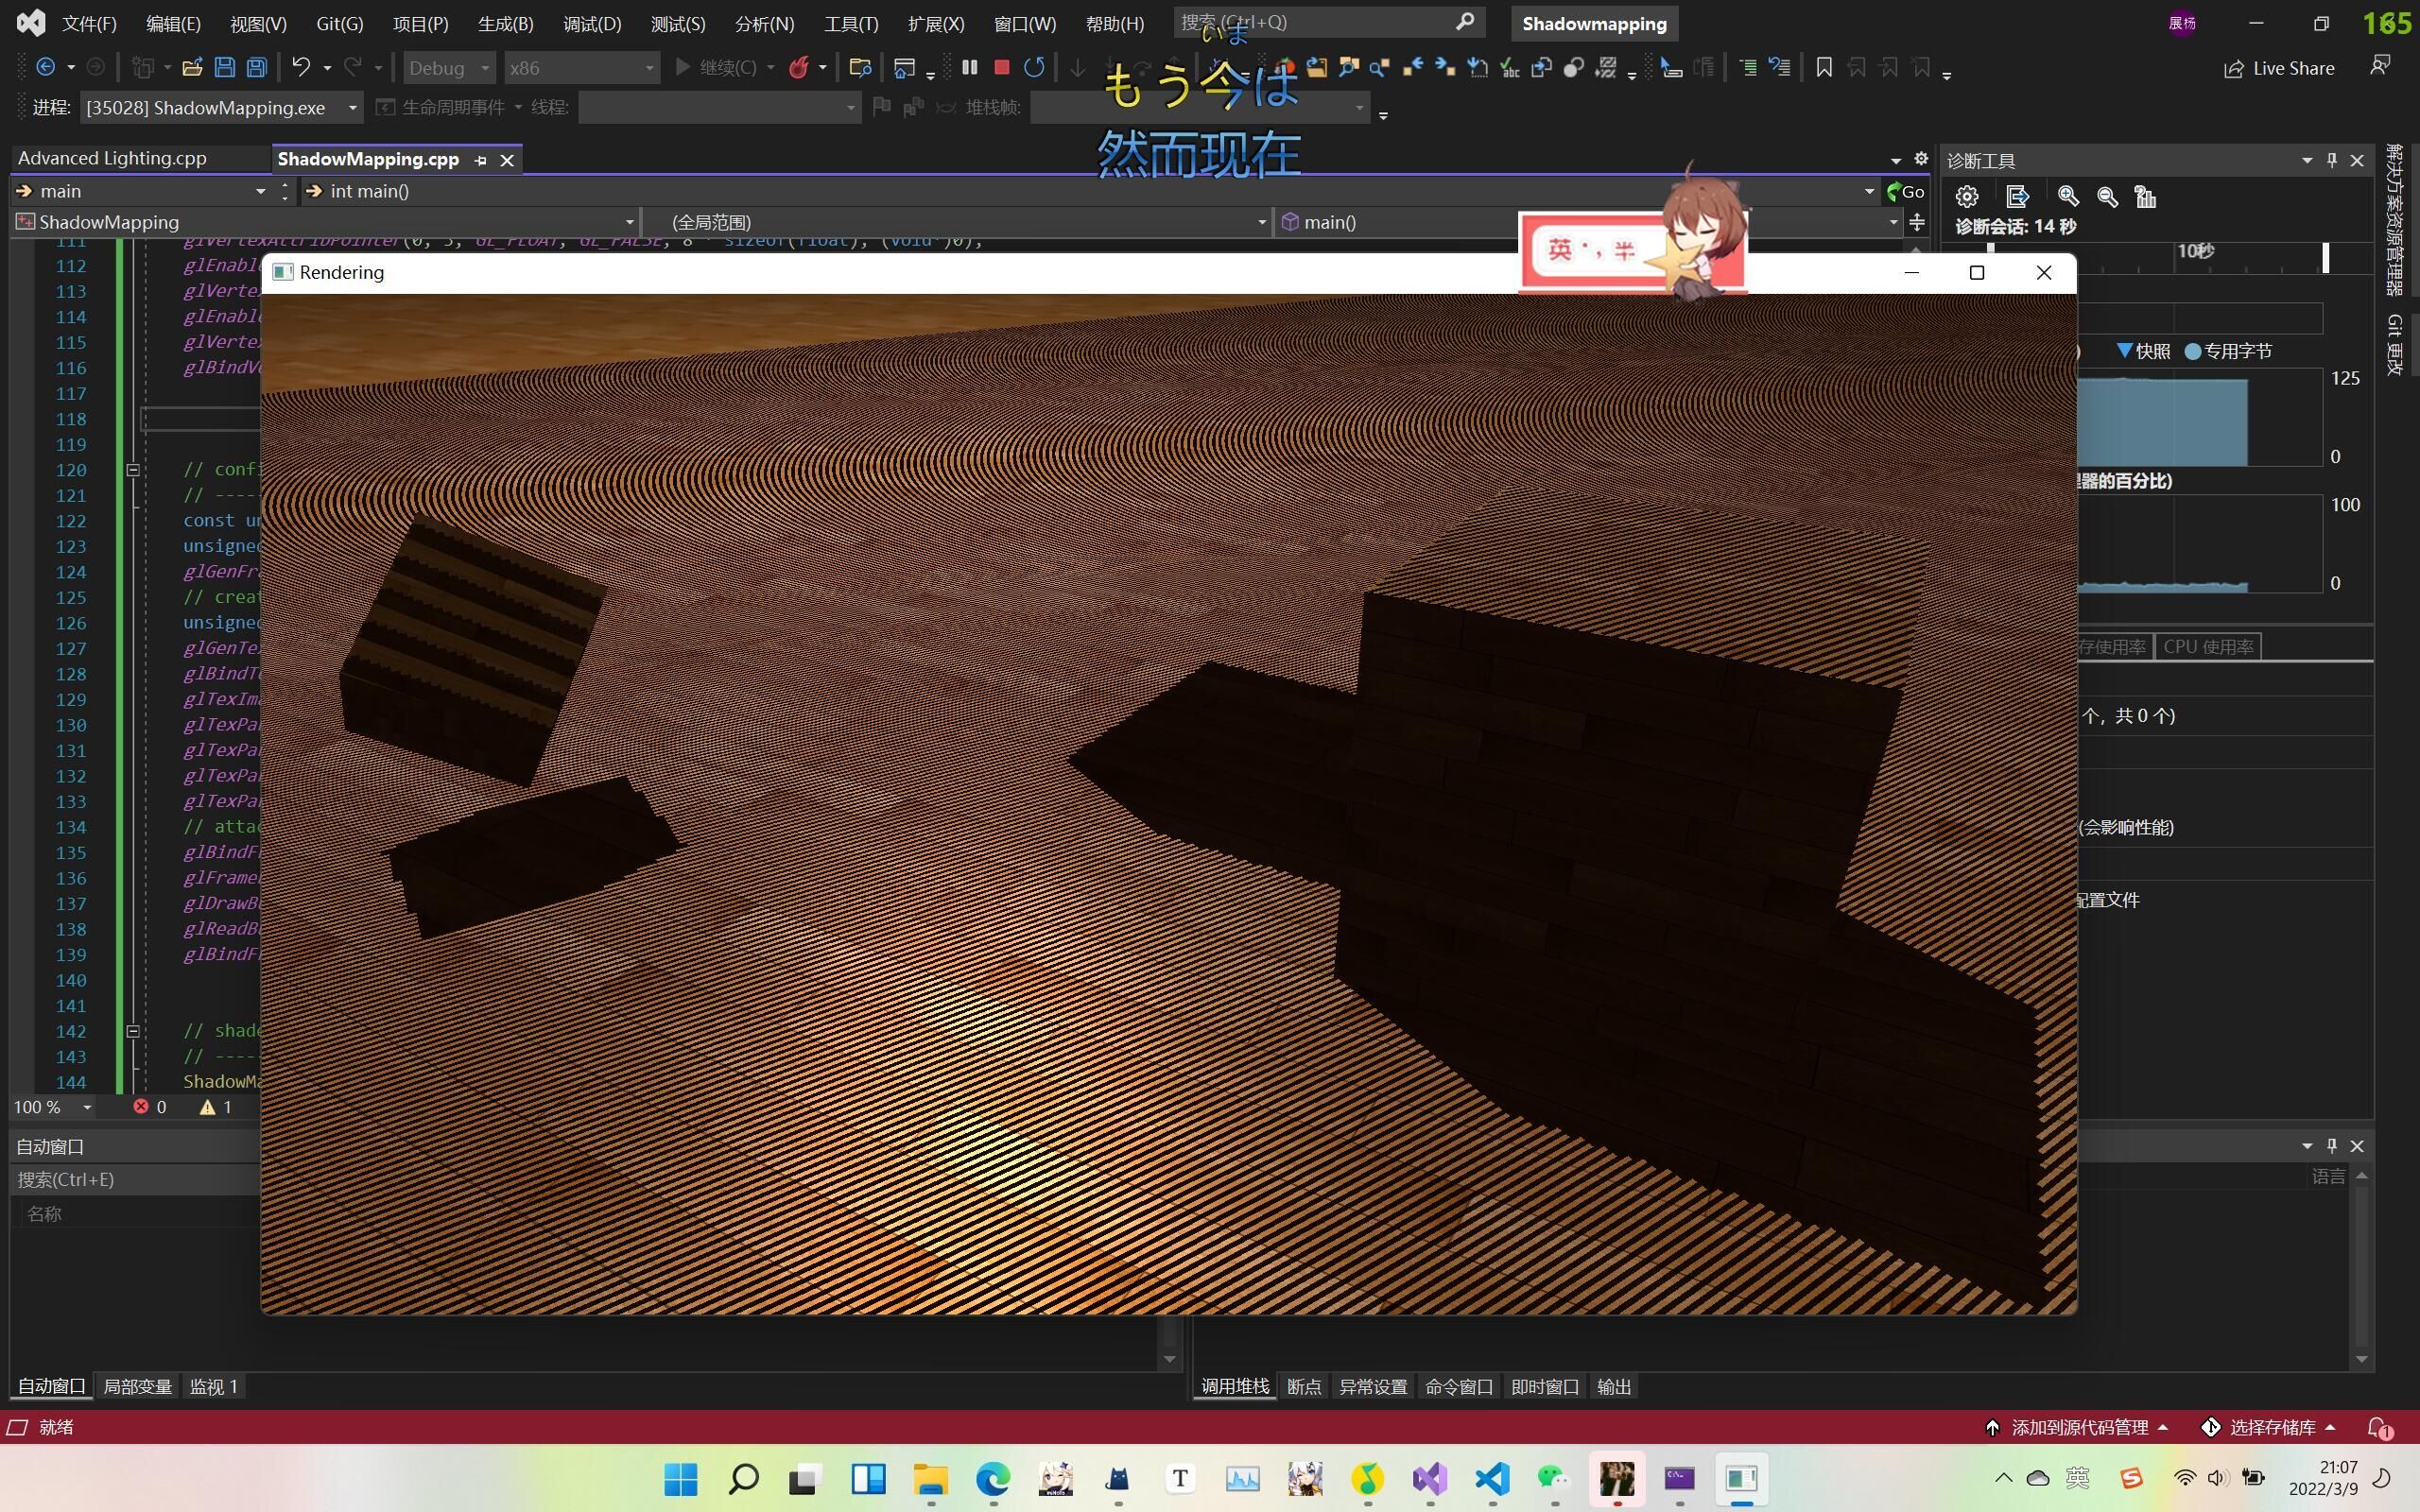 文件(F) 编辑(E) 视图(V) Git(G) 项目(P) 生成(B) 调试(D) 测试(S) 分析(N) 工具(T) 扩展(X) 窗口(W) 帮助(H) 搜索 (Ctrl+Q) Shadowmapping 展杨 165
いま
Debug x86 继续(C) Live Share
もう今は
进程: [35028] ShadowMapping.exe 生命周期事件 线程: 堆栈帧:
然而现在
Advanced Lighting.cpp ShadowMapping.cpp
诊断工具
main int main() Go
ShadowMapping (全局范围) main()
诊断会话: 14 秒
10秒
解决方案资源管理器
Git 更改
英 半
Rendering
111 glVertexAttribPointer(0, 3, GL_FLOAT, GL_FALSE, 8 * sizeof(float), (void*)0);
112 glEnabl
113 glVerte
114 glEnabl
115 glVerte
116 glBindV
117
118
119
120 // conf
121 // ----
122 const u
123 unsigne
124 glGenFr
125 // crea
126 unsigne
127 glGenTe
128 glBindT
129 glTexIm
130 glTexPa
131 glTexPa
132 glTexPa
133 glTexPa
134 // atta
135 glBindF
136 glFrame
137 glDrawB
138 glReadB
139 glBindF
140
141
142 // shad
143 // ----
144 ShadowM
快照 专用字节
125
0
理器的百分比)
100
0
存使用率 CPU 使用率
个，共 0 个)
(会影响性能)
配置文件
100 % 0 1
自动窗口
搜索(Ctrl+E)
名称
语言
自动窗口 局部变量 监视 1
调用堆栈 断点 异常设置 命令窗口 即时窗口 输出
就绪
添加到源代码管理 选择存储库 1
英
21:07
2022/3/9